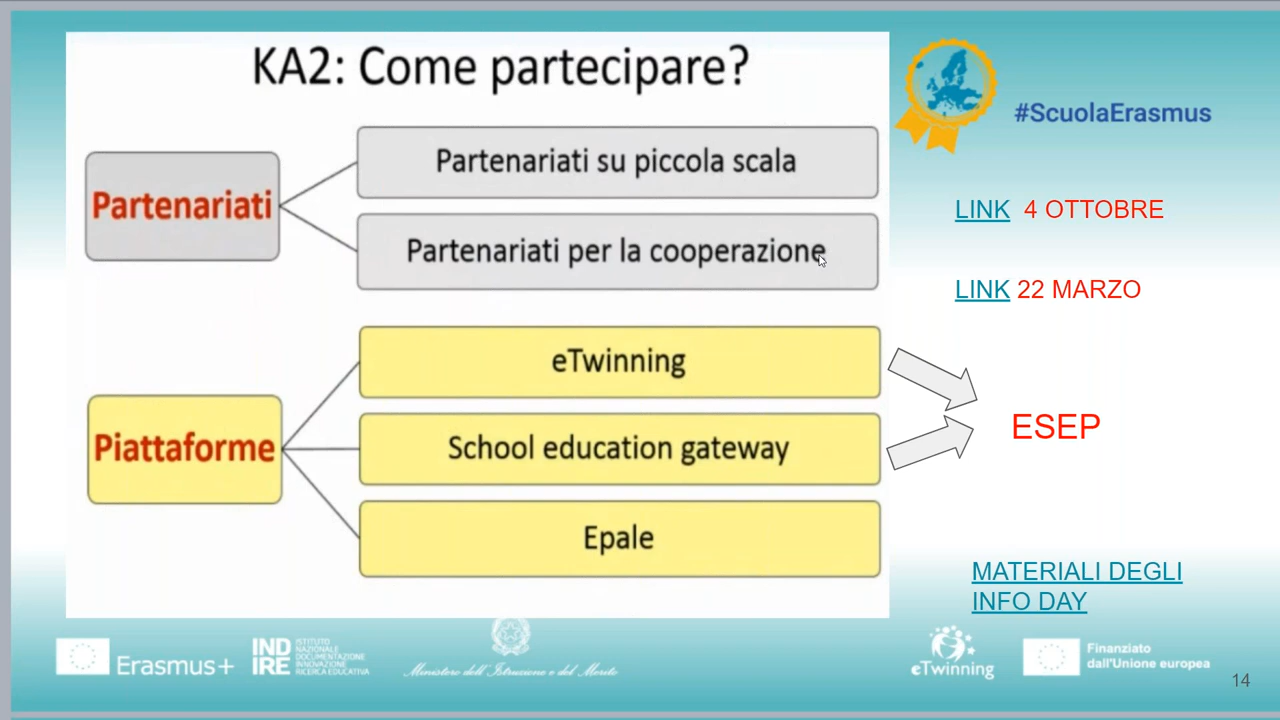 KA2: Come partecipare?
#ScuolaErasmus
Partenariati
Partenariati su piccola scala
Partenariati per la cooperazione
LINK 4 OTTOBRE
LINK 22 MARZO
Piattaforme
eTwinning
School education gateway
Epale
ESEP
MATERIALI DEGLI
INFO DAY
Erasmus+
INDIRE
ISTITUTO
NAZIONALE
DOCUMENTAZIONE
INNOVAZIONE
RICERCA EDUCATIVA
Ministero dell'Istruzione e del Merito
eTwinning
Finanziato
dall'Unione europea
14